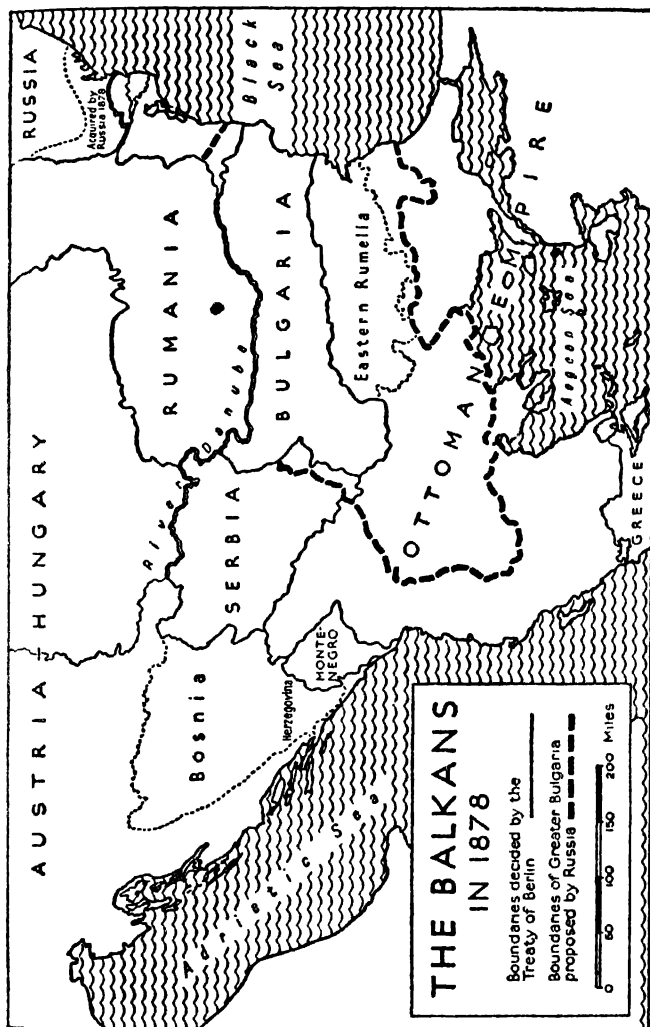 AUSTRIA-HUNGARY
RUSSIA
Acquired by
Russia 1878
RUMANIA
River Danube
Bosnia
Herzegovina
SERBIA
MONTE-
NEGRO
BULGARIA
Eastern Rumelia
Black
Sea
Adriatic Sea
OTTOMAN EMPIRE
Aegean Sea
GREECE
THE BALKANS
IN 1878
Boundaries decided by the
Treaty of Berlin
Boundaries of Greater Bulgaria
proposed by Russia
0 50 100 150 200 Miles